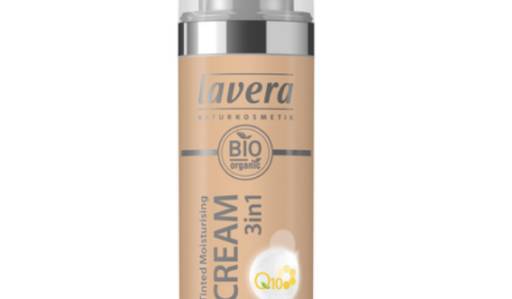 lavera
NATURKOSMETIK
BIO
organic
Tinted Moisturising
CREAM
3in1
Q10